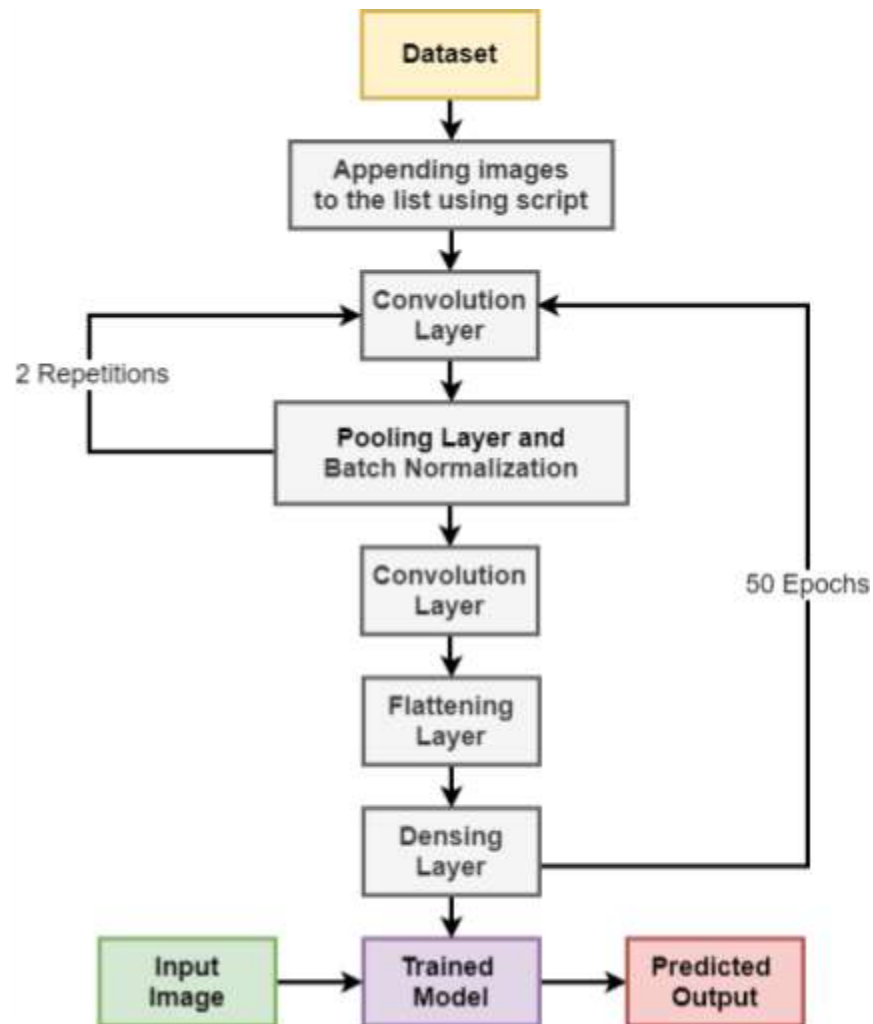 Dataset
Appending images
to the list using script
Convolution
Layer
2 Repetitions
Pooling Layer and
Batch Normalization
Convolution
Layer
50 Epochs
Flattening
Layer
Densing
Layer
Input
Image
Trained
Model
Predicted
Output